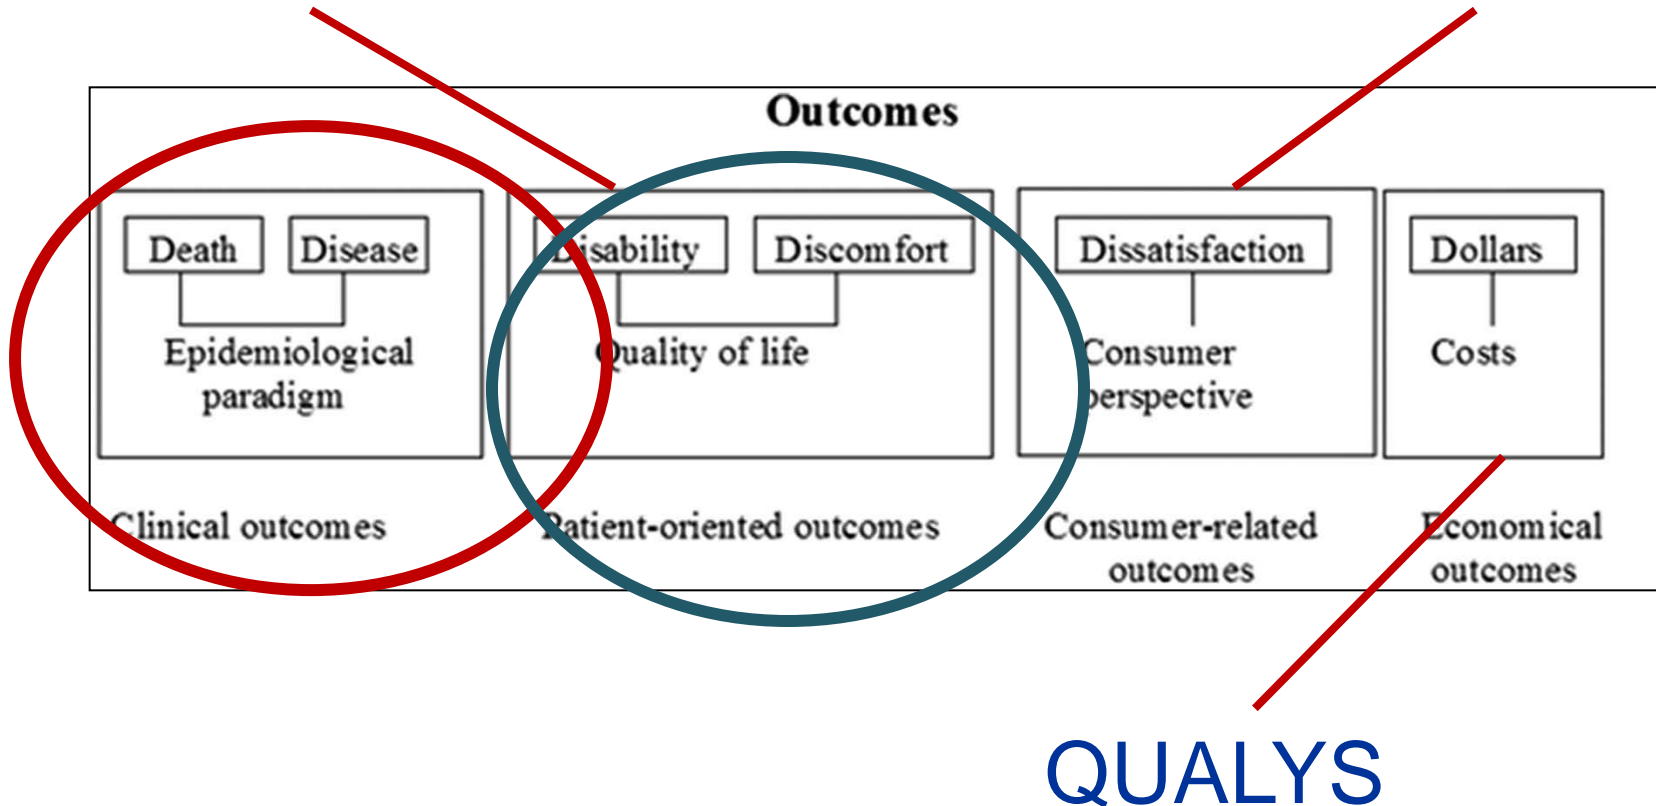 Outcomes
Death Disease Disability Discomfort Dissatisfaction Dollars
Epidemiological Quality of life Consumer Costs
paradigm perspective
Clinical outcomes Patient-oriented outcomes Consumer-related Economical
outcomes outcomes
QUALYS